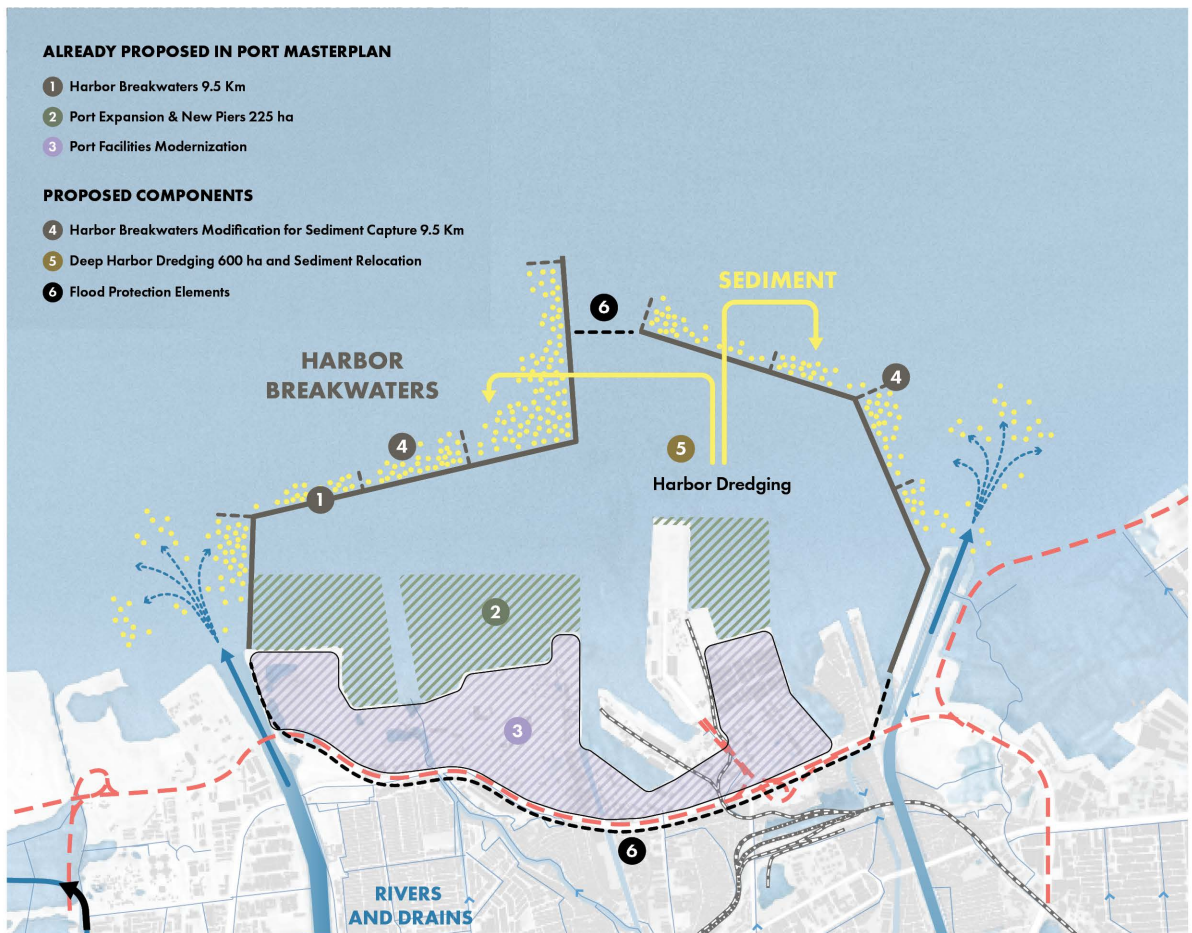 ALREADY PROPOSED IN PORT MASTERPLAN
1 Harbor Breakwaters 9.5 Km
2 Port Expansion & New Piers 225 ha
3 Port Facilities Modernization
PROPOSED COMPONENTS
4 Harbor Breakwaters Modification for Sediment Capture 9.5 Km
5 Deep Harbor Dredging 600 ha and Sediment Relocation
6 Flood Protection Elements
SEDIMENT
6
HARBOR
BREAKWATERS
4
4
5
Harbor Dredging
1
2
3
6
RIVERS
AND DRAINS